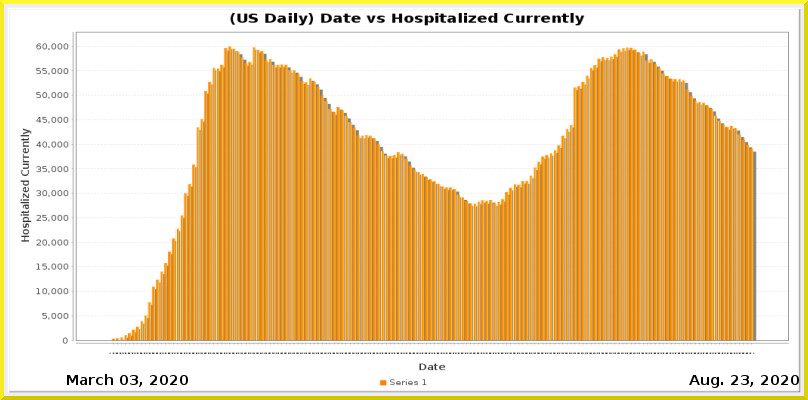 (US Daily) Date vs Hospitalized Currently
60,000
55,000
50,000
45,000
40,000
35,000
30,000
25,000
20,000
15,000
10,000
5,000
0
Hospitalized Currently
Date
March 03, 2020
Aug. 23, 2020
Series 1